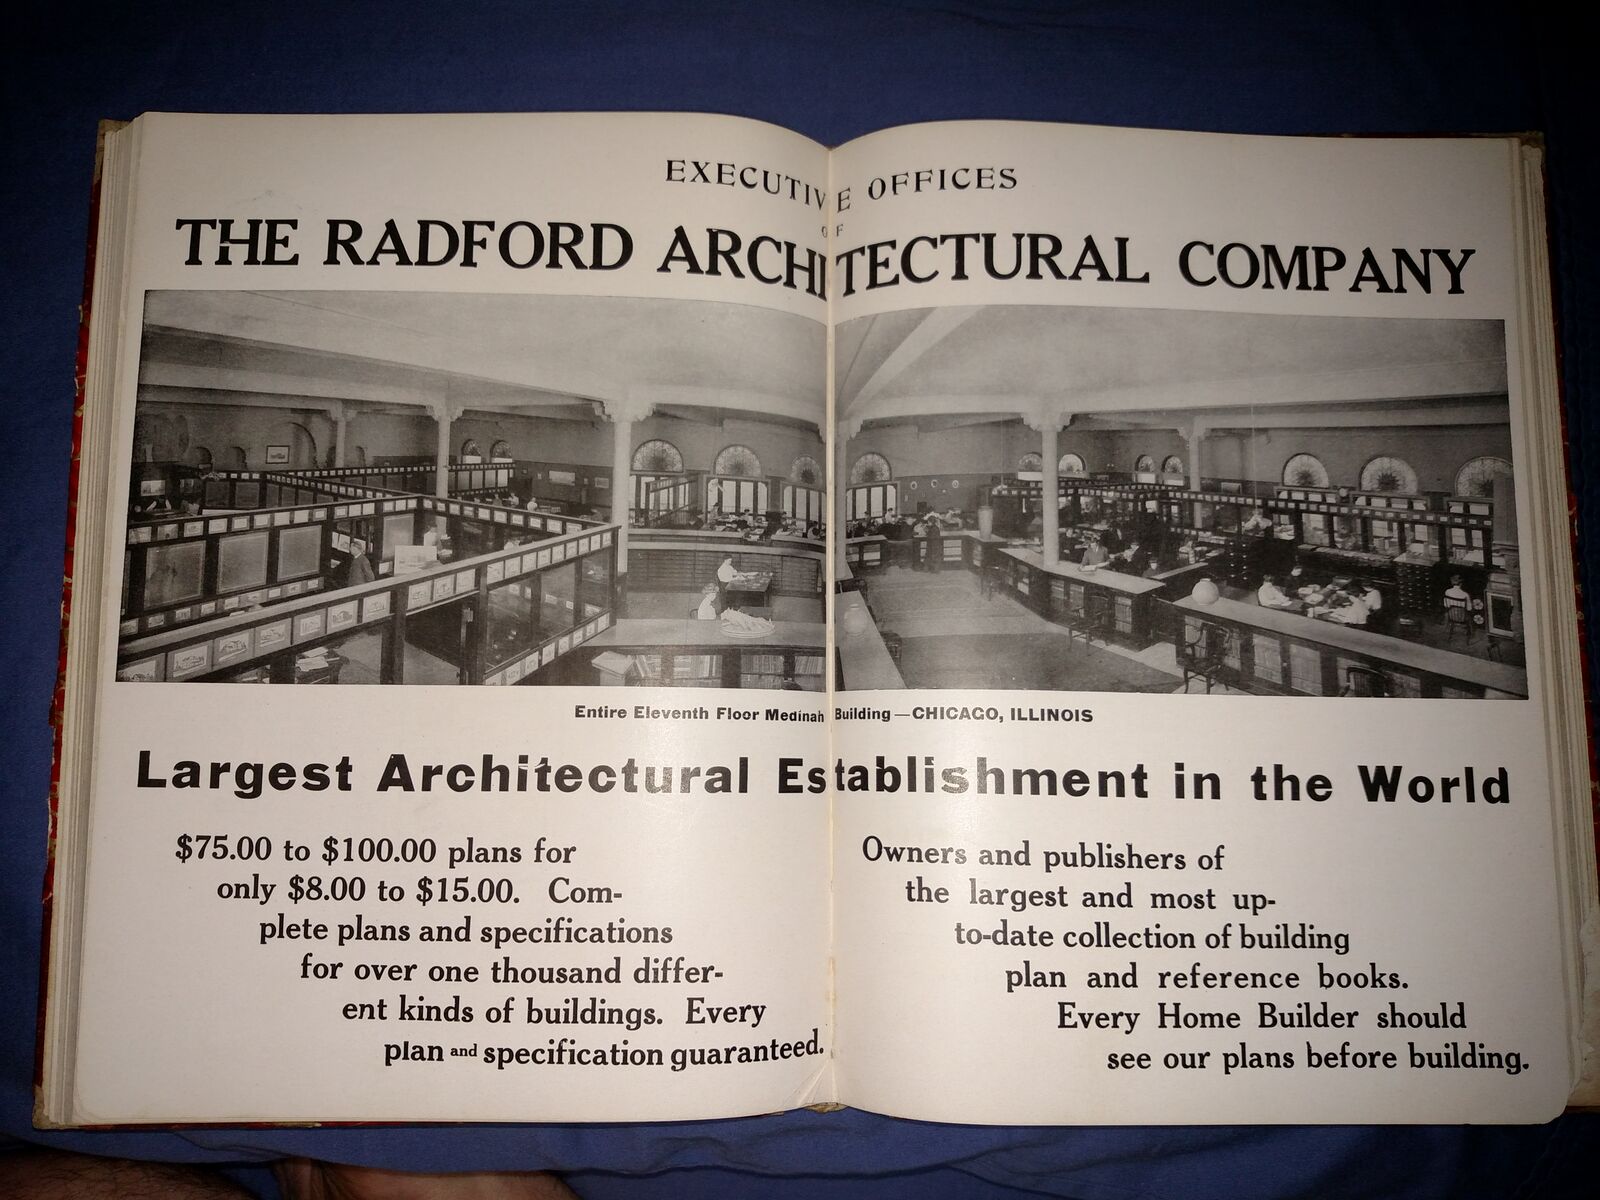 EXECUTIVE OFFICES
OF
THE RADFORD ARCHITECTURAL COMPANY
Entire Eleventh Floor Medinah Building—CHICAGO, ILLINOIS
Largest Architectural Establishment in the World
$75.00 to $100.00 plans for
only $8.00 to $15.00. Com-
plete plans and specifications
for over one thousand differ-
ent kinds of buildings. Every
plan and specification guaranteed.
Owners and publishers of
the largest and most up-
to-date collection of building
plan and reference books.
Every Home Builder should
see our plans before building.